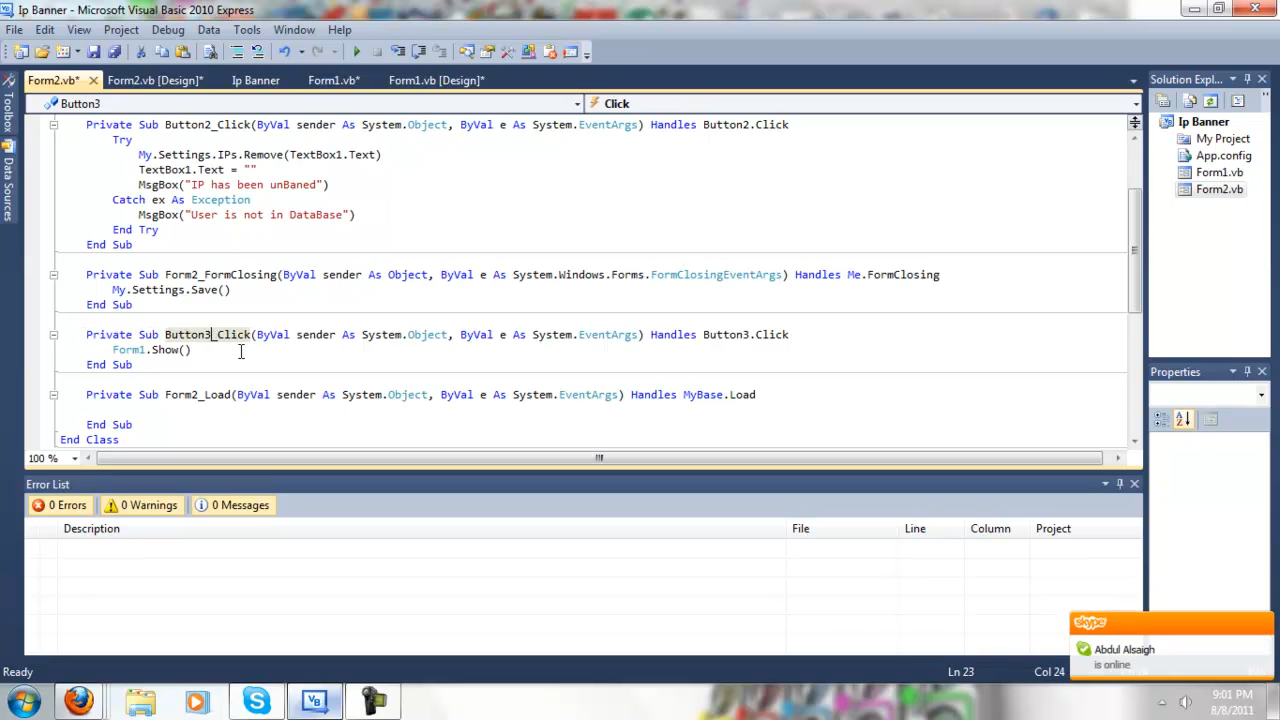 Ip Banner - Microsoft Visual Basic 2010 Express
File Edit View Project Debug Data Tools Window Help
Form2.vb* Form2.vb [Design]* Ip Banner Form1.vb* Form1.vb [Design]*
Button3 Click
Private Sub Button2_Click(ByVal sender As System.Object, ByVal e As System.EventArgs) Handles Button2.Click
Try
My.Settings.IPs.Remove(TextBox1.Text)
TextBox1.Text = ""
MsgBox("IP has been unBaned")
Catch ex As Exception
MsgBox("User is not in DataBase")
End Try
End Sub
Private Sub Form2_FormClosing(ByVal sender As Object, ByVal e As System.Windows.Forms.FormClosingEventArgs) Handles Me.FormClosing
My.Settings.Save()
End Sub
Private Sub Button3_Click(ByVal sender As System.Object, ByVal e As System.EventArgs) Handles Button3.Click
Form1.Show()
End Sub
Private Sub Form2_Load(ByVal sender As System.Object, ByVal e As System.EventArgs) Handles MyBase.Load
End Sub
End Class
100 %
Toolbox
Data Sources
Solution Expl...
Ip Banner
My Project
App.config
Form1.vb
Form2.vb
Properties
Error List
0 Errors 0 Warnings 0 Messages
Description File Line Column Project
skype
Abdul Alsaigh
is online
Ready Ln 23 Col 24
9:01 PM
8/8/2011